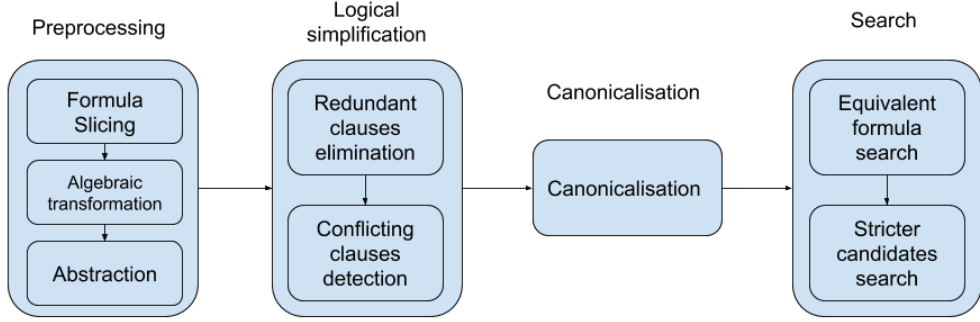 Preprocessing
Formula
Slicing
Algebraic
transformation
Abstraction
Logical
simplification
Redundant
clauses
elimination
Conflicting
clauses
detection
Canonicalisation
Canonicalisation
Search
Equivalent
formula
search
Stricter
candidates
search